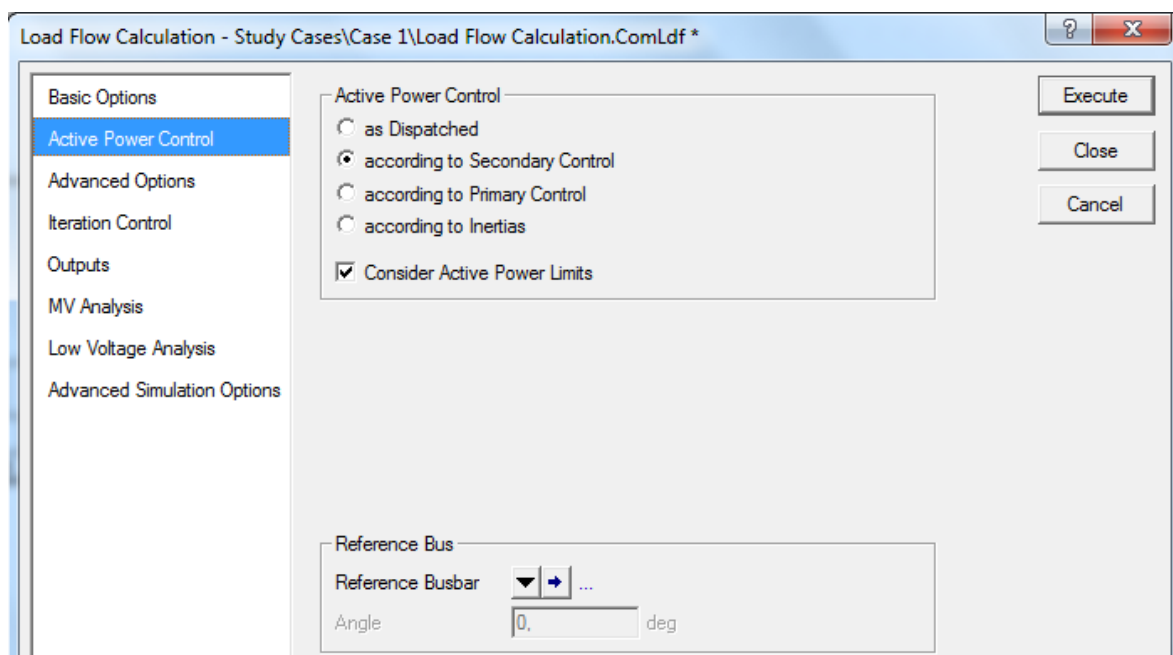 Load Flow Calculation - Study Cases\Case 1\Load Flow Calculation.ComLdf *
?
X
Basic Options
Active Power Control
Advanced Options
Iteration Control
Outputs
MV Analysis
Low Voltage Analysis
Advanced Simulation Options
Active Power Control
as Dispatched
according to Secondary Control
according to Primary Control
according to Inertias
Consider Active Power Limits
Reference Bus
Reference Busbar ...
Angle 0, deg
Execute
Close
Cancel